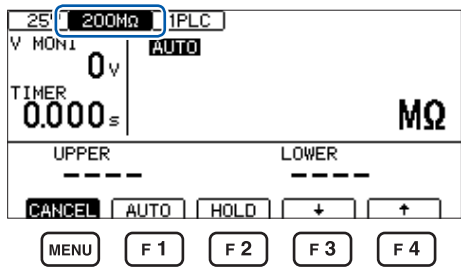 25V 200MΩ 1PLC
V MONI AUTO
0V
TIMER
0.000s
MΩ
UPPER LOWER
---- ----
CANCEL AUTO HOLD ↓ ↑
MENU F1 F2 F3 F4